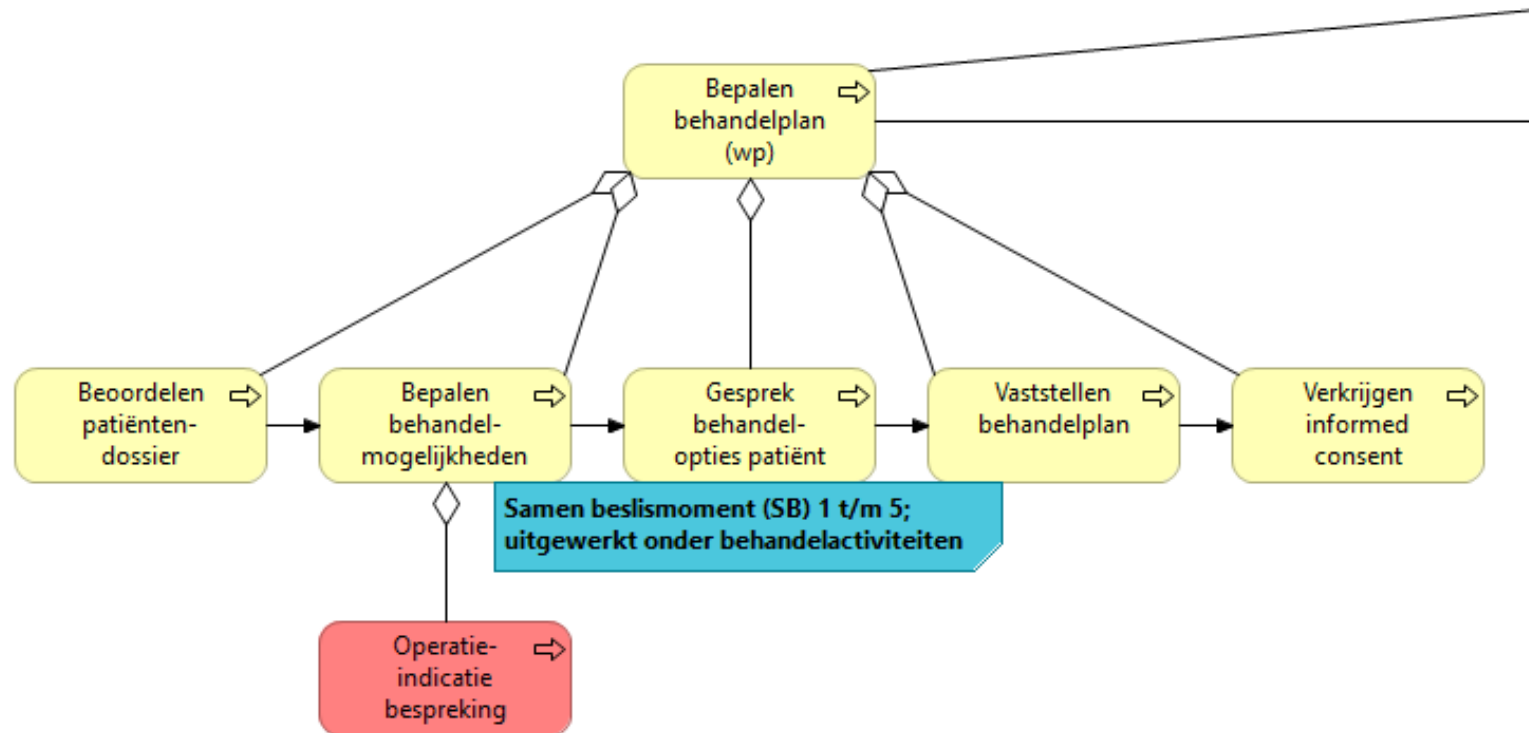 Bepalen
behandelplan
(wp)
Beoordelen
patiënten-
dossier
Bepalen
behandel-
mogelijkheden
Gesprek
behandel-
opties patiënt
Vaststellen
behandelplan
Verkrijgen
informed
consent
Samen beslismoment (SB) 1 t/m 5;
uitgewerkt onder behandelactiviteiten
Operatie-
indicatie
bespreking